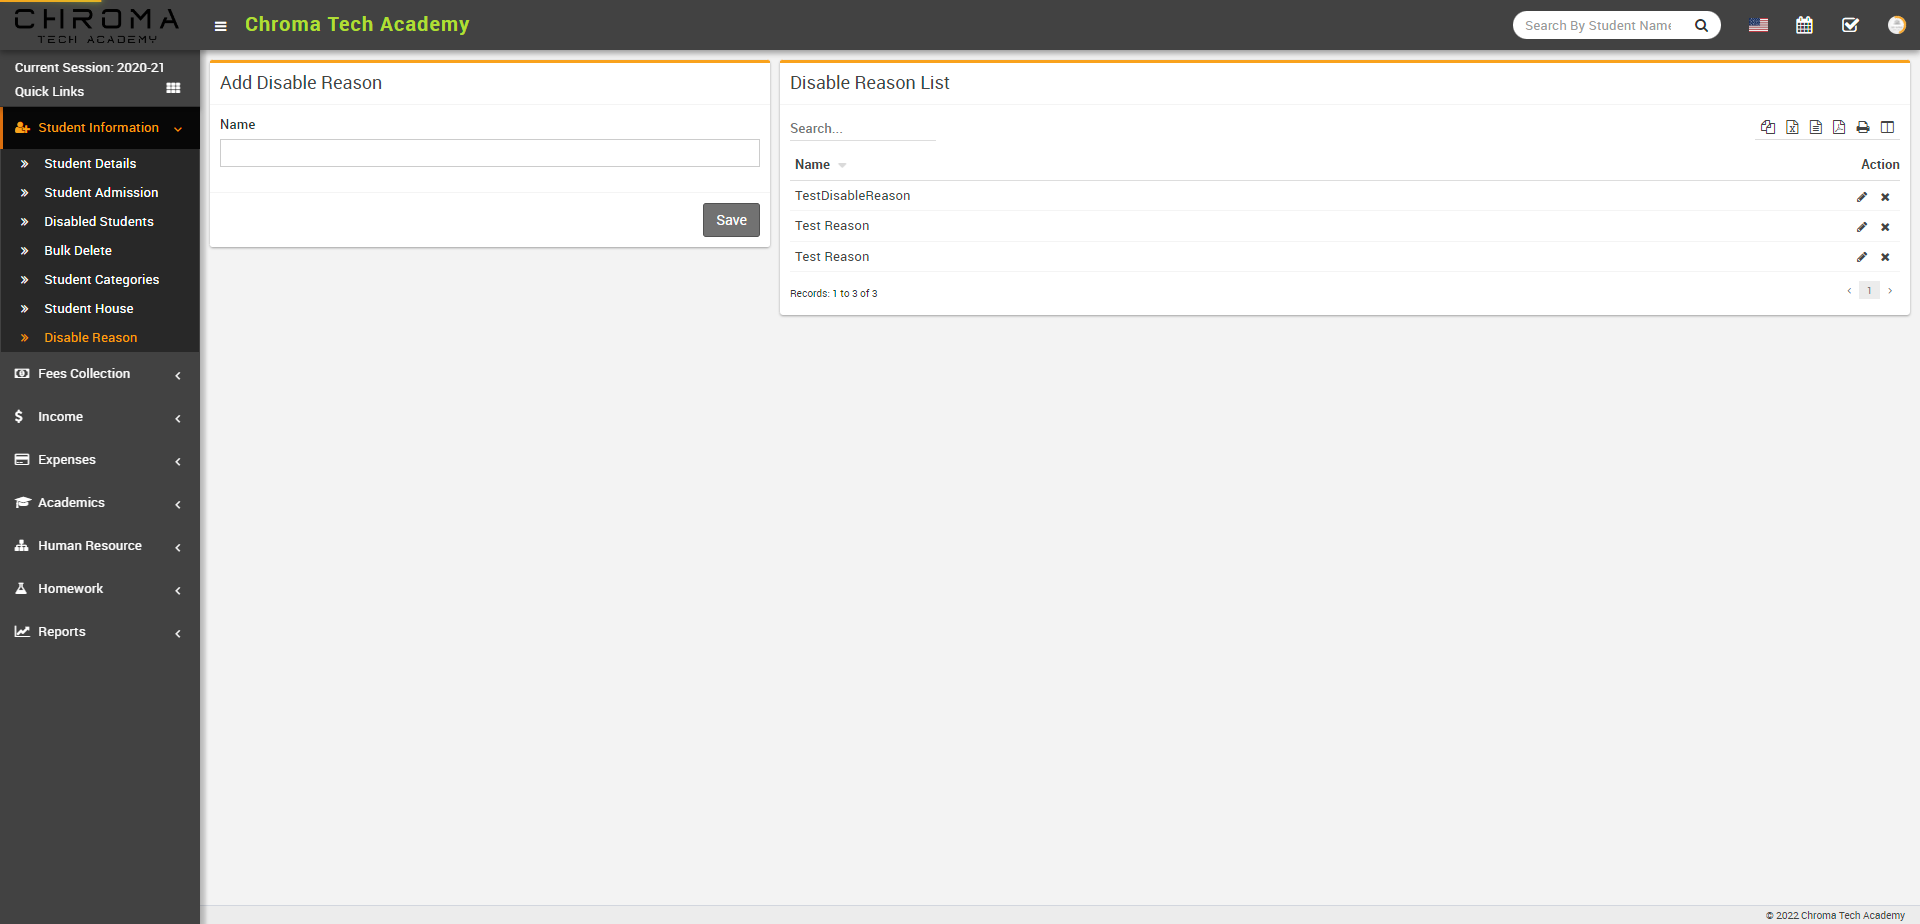 CHROMA
TECH ACADEMY
Chroma Tech Academy
Search By Student Name
Current Session: 2020-21
Quick Links
Student Information
Student Details
Student Admission
Disabled Students
Bulk Delete
Student Categories
Student House
Disable Reason
Fees Collection
Income
Expenses
Academics
Human Resource
Homework
Reports
Add Disable Reason
Name
Save
Disable Reason List
Search...
Name Action
TestDisableReason
Test Reason
Test Reason
Records: 1 to 3 of 3
1
© 2022 Chroma Tech Academy